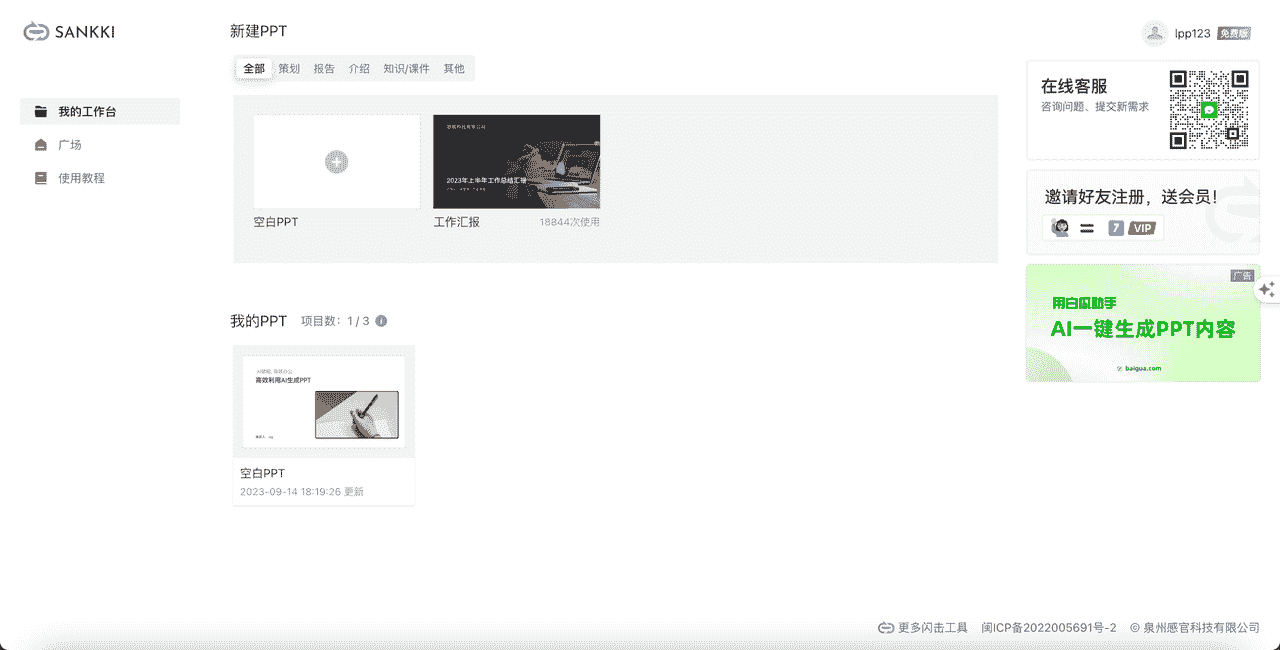 SANKKI
新建PPT
lpp123 免费版
全部 策划 报告 介绍 知识/课件 其他
我的工作台
广场
使用教程
2023年上半年工作总结汇报
空白PPT
工作汇报 18844次使用
在线客服
咨询问题、提交新需求
邀请好友注册，送会员！
7 VIP
广告
用白瓜助手
AI一键生成PPT内容
baigua.com
我的PPT 项目数：1 / 3
高效利用AI生成PPT
空白PPT
2023-09-14 18:19:26 更新
更多闪击工具 闽ICP备2022005691号-2 © 泉州感官科技有限公司